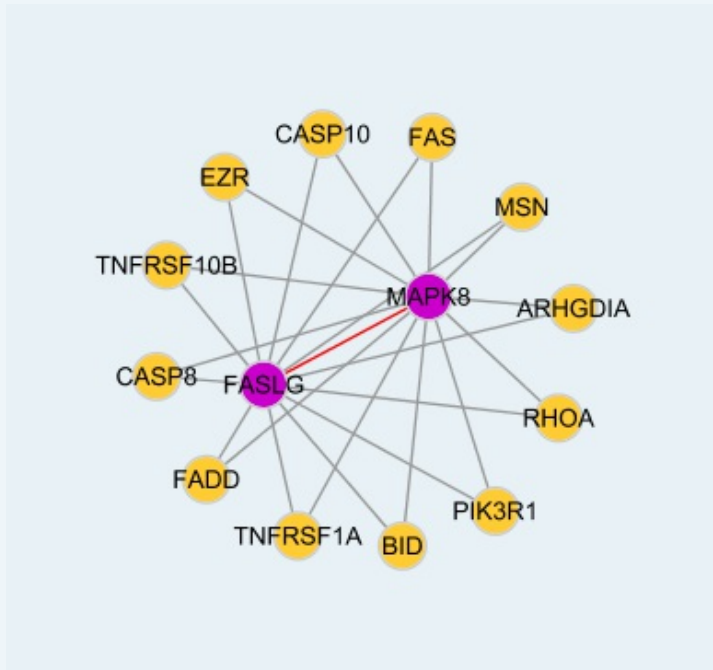 CASP10
FAS
EZR
MSN
TNFRSF10B
MAPK8
ARHGDIA
CASP8
FASLG
RHOA
FADD
PIK3R1
TNFRSF1A
BID